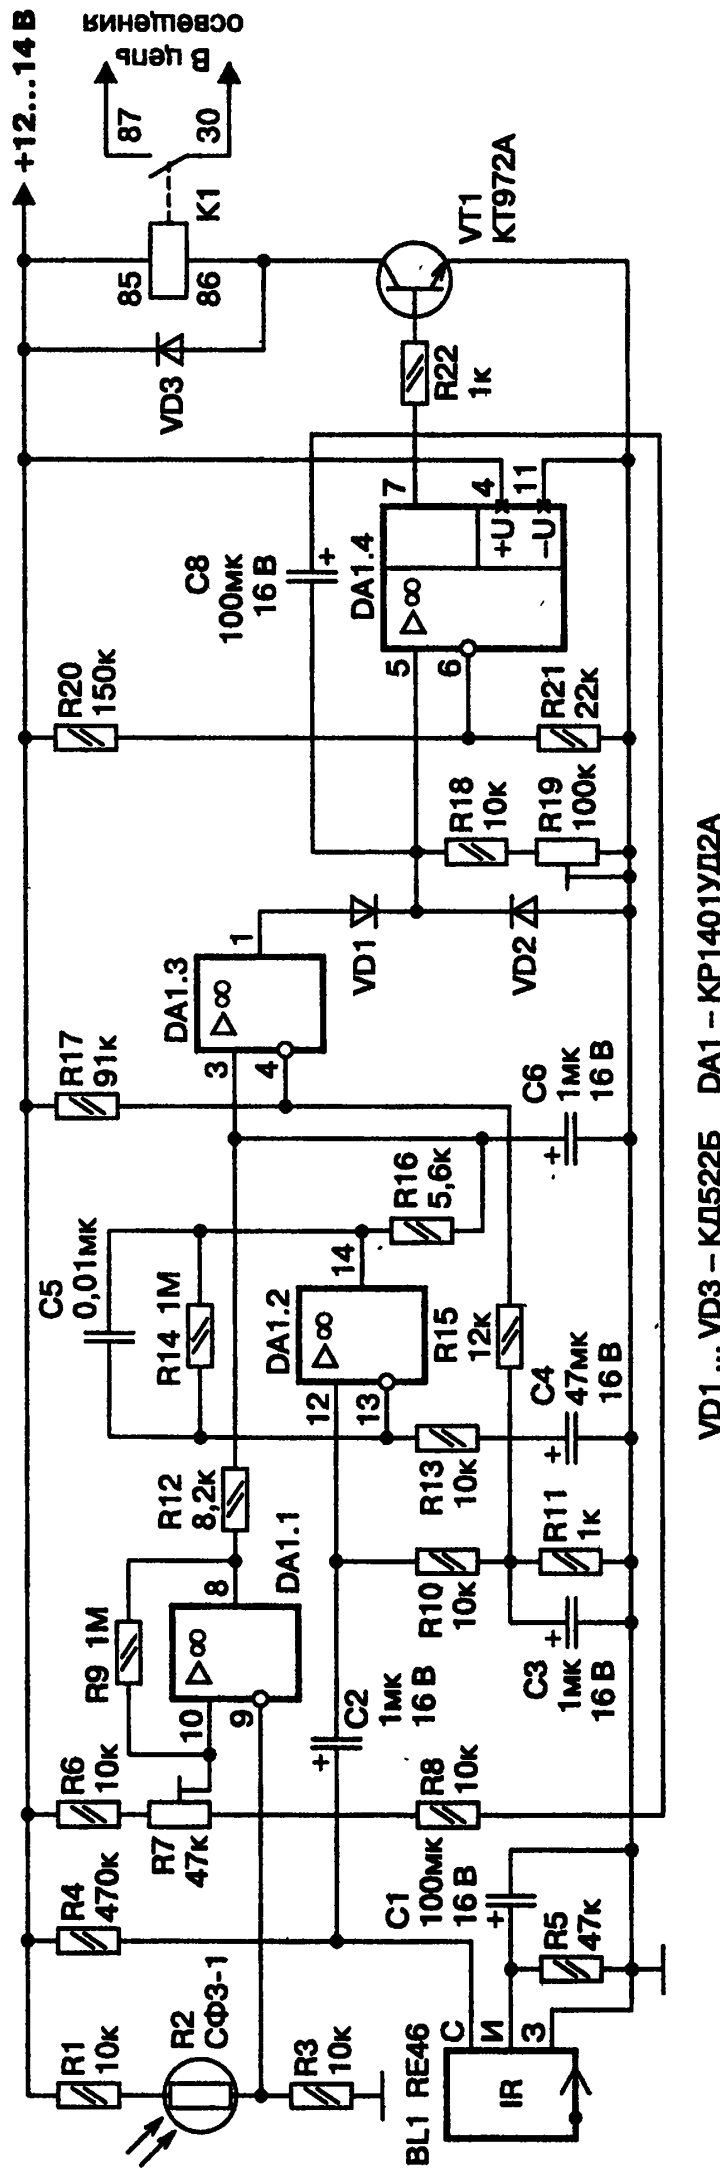 +12...14 В
В цепь
освещения
87
30
K1
85
86
VD3
VT1
КТ972А
R22
1к
C8
100мк
16 В
+
DA1.4
▷∞
7
4
11
+U
−U
5
6
R20
150к
R21
22к
R18
10к
R19
100к
VD1
VD2
DA1.3
▷∞
1
3
4
R17
91к
C6
1мк
16 В
+
R16
5,6к
C5
0,01мк
R14 1М
DA1.2
▷∞
14
12
13
R15
12к
C4
47мк
16 В
+
R13
10к
R12
8,2к
DA1.1
▷∞
8
10
9
R9 1М
R10
10к
R11
1к
C3
1мк
16 В
+
C2
1мк
16 В
+
R6
10к
R7
47к
R8
10к
R4
470к
C1
100мк
16 В
+
R5
47к
R1
10к
R2
СФ3-1
R3
10к
BL1 RE46
IR
С
И
З
VD1 ... VD3 – КД522Б DA1 – КР1401УД2А